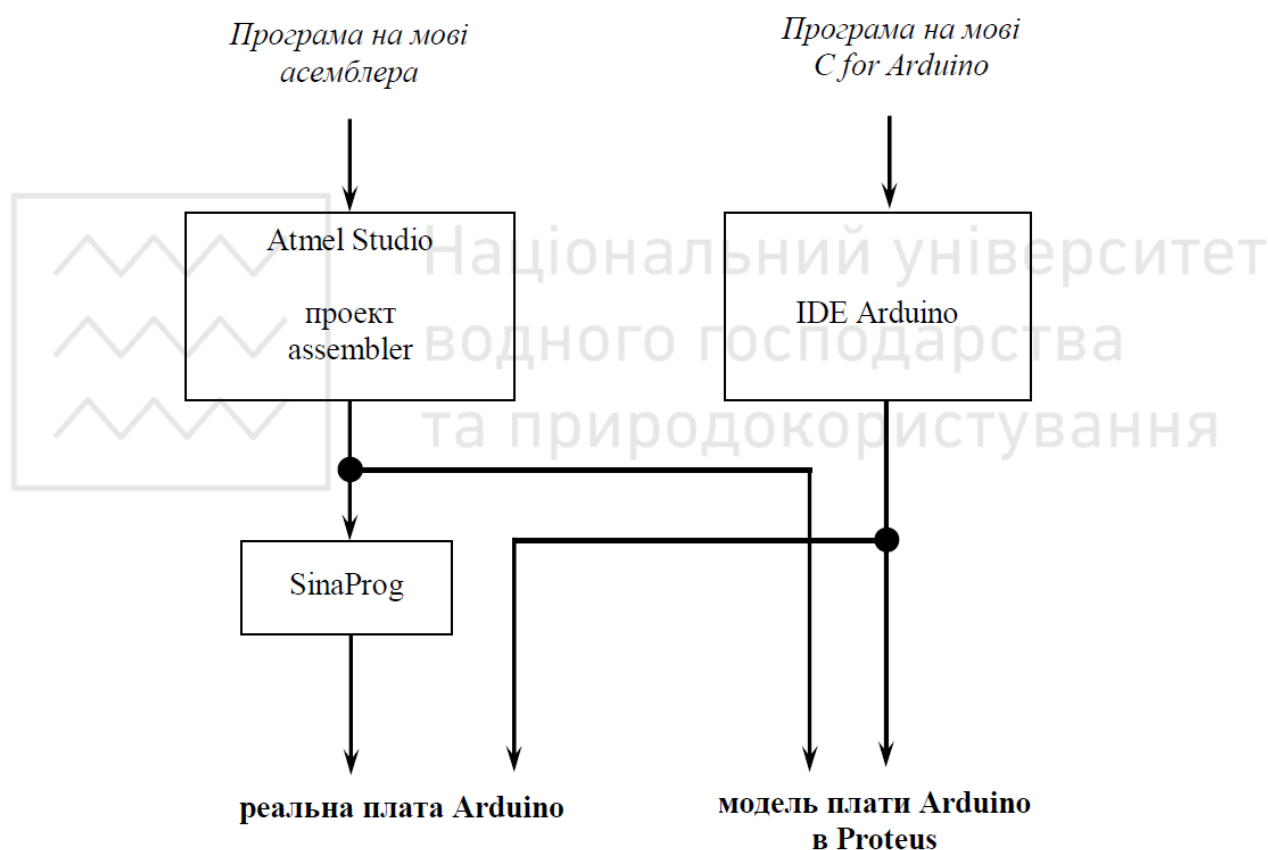 Програма на мові
асемблера
Програма на мові
C for Arduino
Atmel Studio
проект
assembler
IDE Arduino
Національний університет
водного господарства
та природокористування
SinaProg
реальна плата Arduino
модель плати Arduino
в Proteus